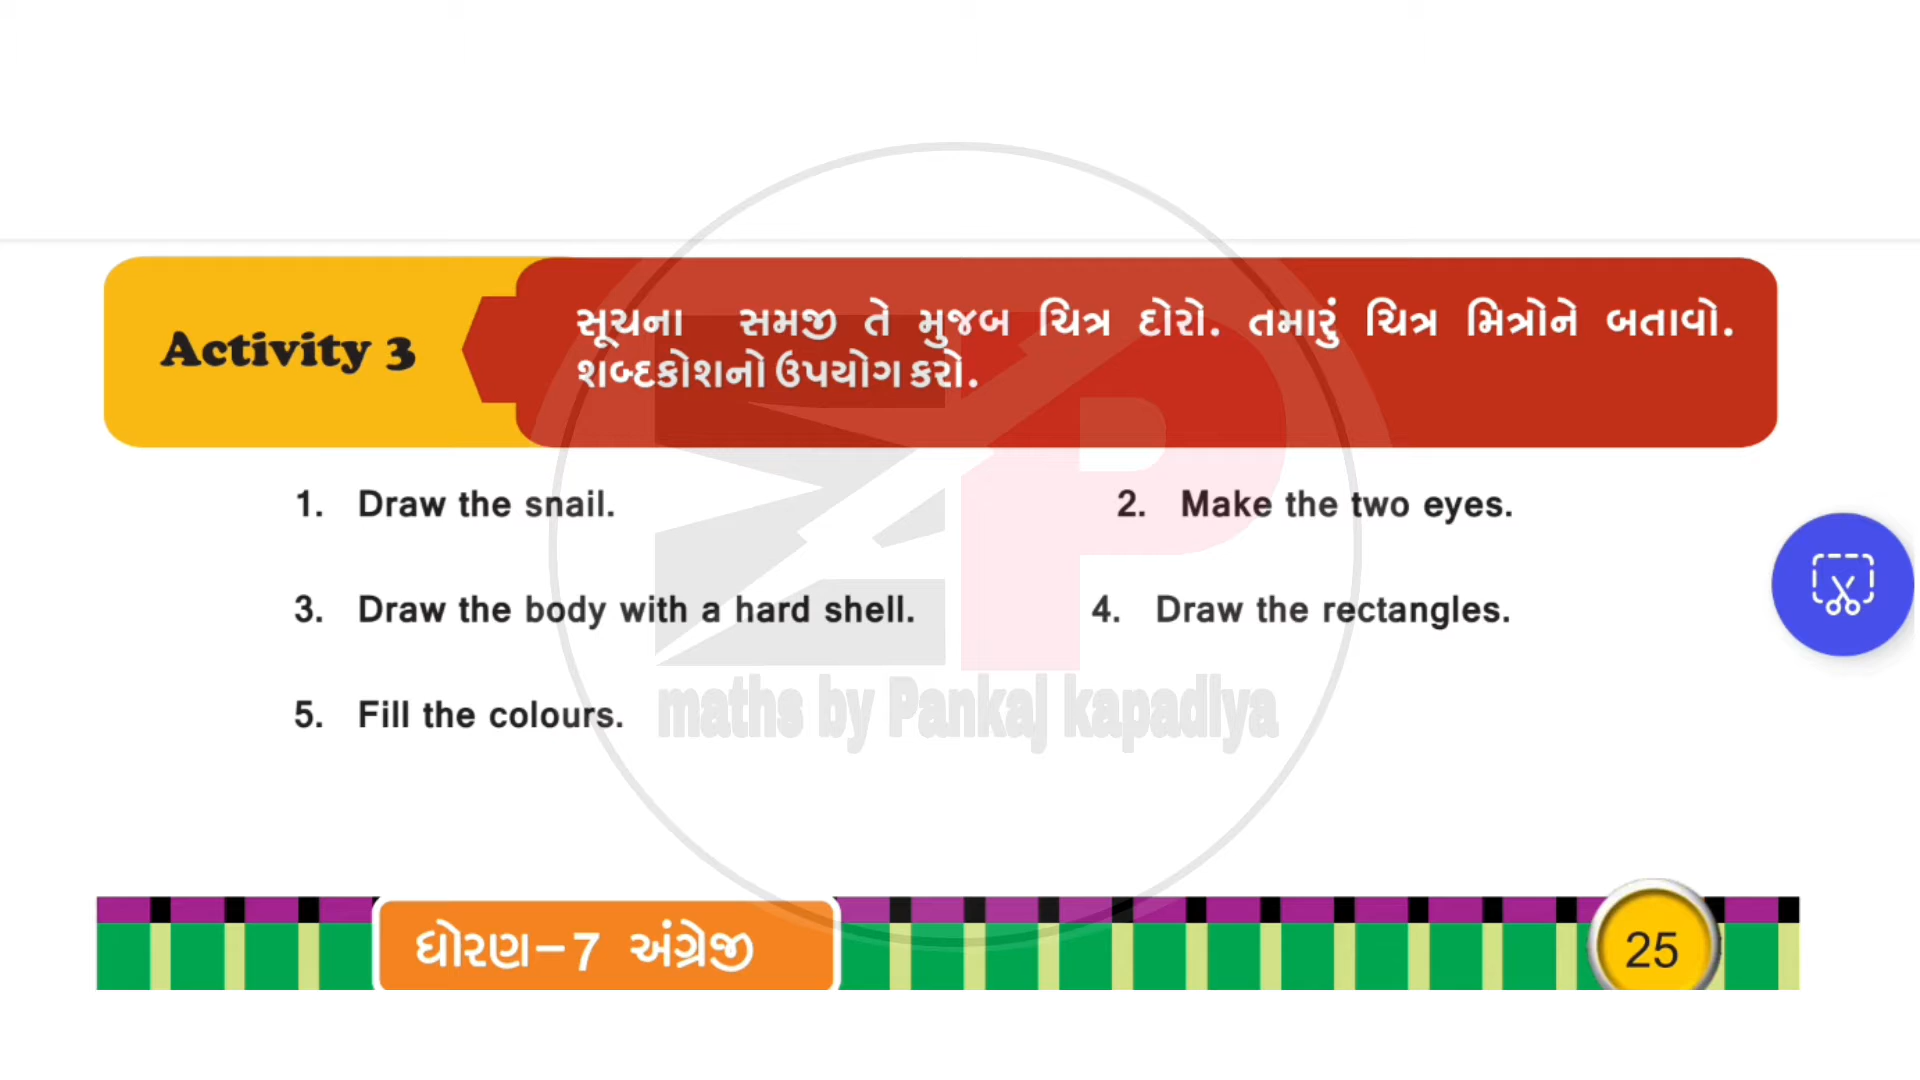 Activity 3
સૂચના સમજી તે મુજબ ચિત્ર દોરો. તમારું ચિત્ર મિત્રોને બતાવો.
શબ્દકોશનો ઉપયોગ કરો.
1. Draw the snail.
2. Make the two eyes.
3. Draw the body with a hard shell.
4. Draw the rectangles.
5. Fill the colours.
maths by Pankaj kapadiya
ધોરણ–7 અંગ્રેજી
25